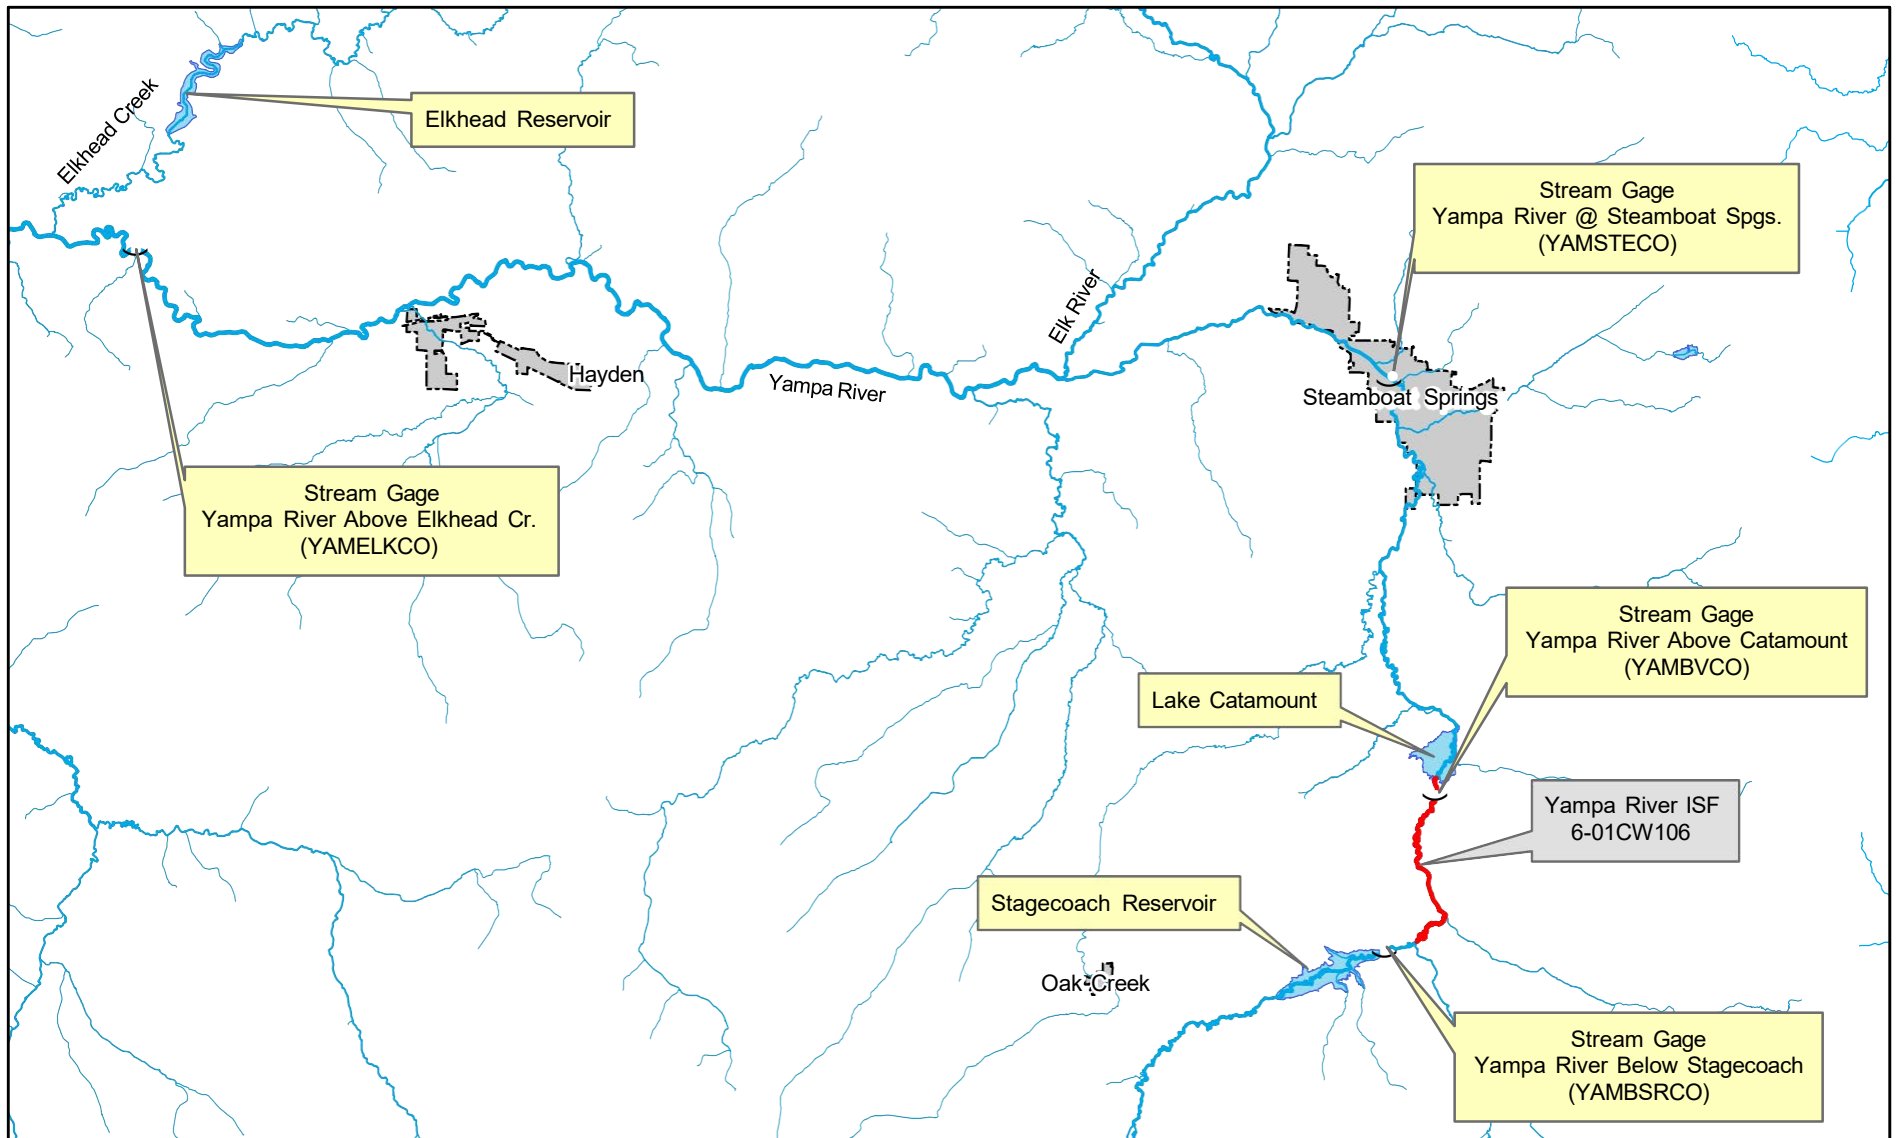 Elkhead Creek
Elkhead Reservoir
Stream Gage
Yampa River @ Steamboat Spgs.
(YAMSTECO)
Elk River
Hayden
Yampa River
Steamboat Springs
Stream Gage
Yampa River Above Elkhead Cr.
(YAMELKCO)
Stream Gage
Yampa River Above Catamount
(YAMBVCO)
Lake Catamount
Yampa River ISF
6-01CW106
Stagecoach Reservoir
Oak Creek
Stream Gage
Yampa River Below Stagecoach
(YAMBSRCO)